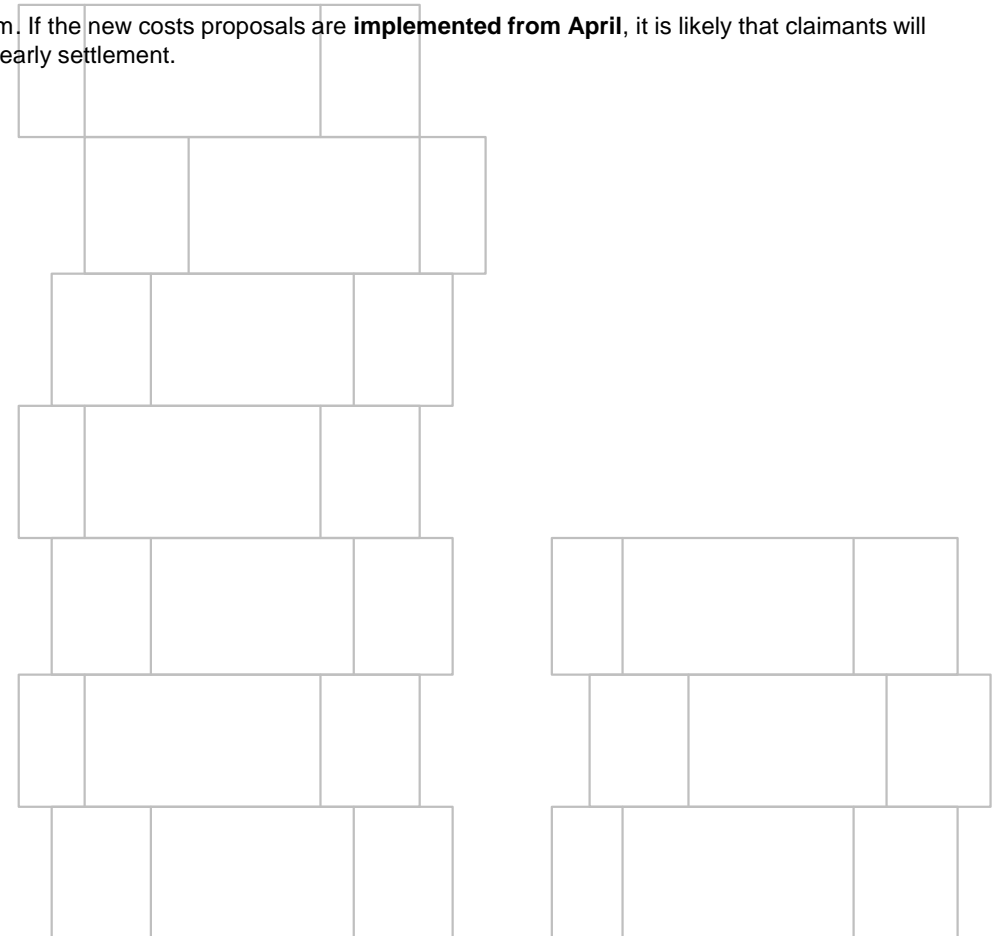 m. If the new costs proposals are implemented from April, it is likely that claimants will
early settlement.